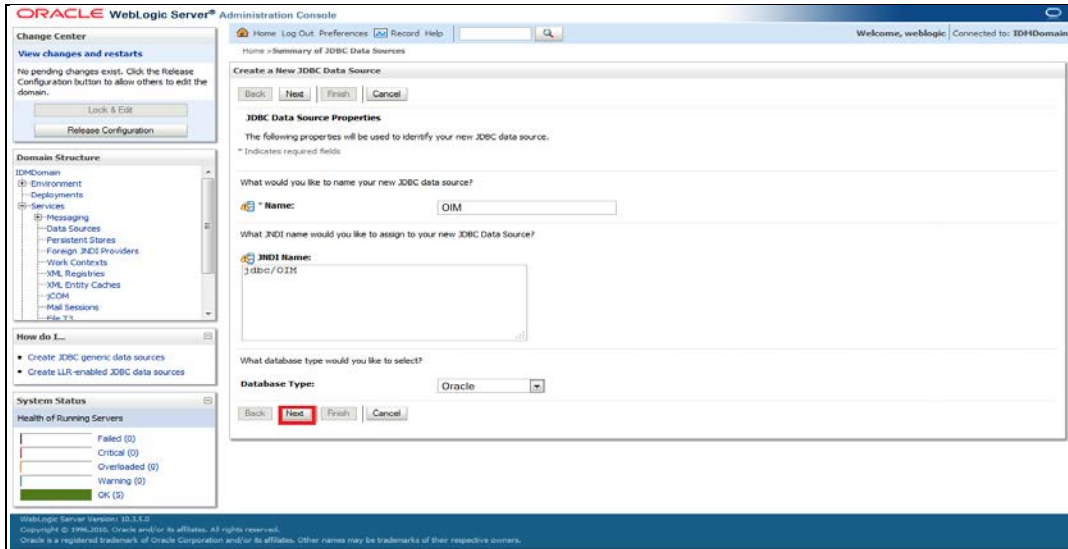 ORACLE WebLogic Server® Administration Console
Change Center
View changes and restarts
No pending changes exist. Click the Release
Configuration button to allow others to edit the
domain.
Lock & Edit
Release Configuration
Domain Structure
IDMDomain
Environment
Deployments
Services
Messaging
Data Sources
Persistent Stores
Foreign JNDI Providers
Work Contexts
XML Registries
XML Entity Caches
jCOM
Mail Sessions
File T3
How do I...
Create JDBC generic data sources
Create LLR-enabled JDBC data sources
System Status
Health of Running Servers
Failed (0)
Critical (0)
Overloaded (0)
Warning (0)
OK (5)
Home Log Out Preferences Record Help
Welcome, weblogic Connected to: IDMDomain
Home >Summary of JDBC Data Sources
Create a New JDBC Data Source
Back Next Finish Cancel
JDBC Data Source Properties
The following properties will be used to identify your new JDBC data source.
* Indicates required fields
What would you like to name your new JDBC data source?
* Name: OIM
What JNDI name would you like to assign to your new JDBC Data Source?
JNDI Name:
jdbc/OIM
What database type would you like to select?
Database Type: Oracle
Back Next Finish Cancel
WebLogic Server Version: 10.3.5.0
Copyright © 1996,2010, Oracle and/or its affiliates. All rights reserved.
Oracle is a registered trademark of Oracle Corporation and/or its affiliates. Other names may be trademarks of their respective owners.